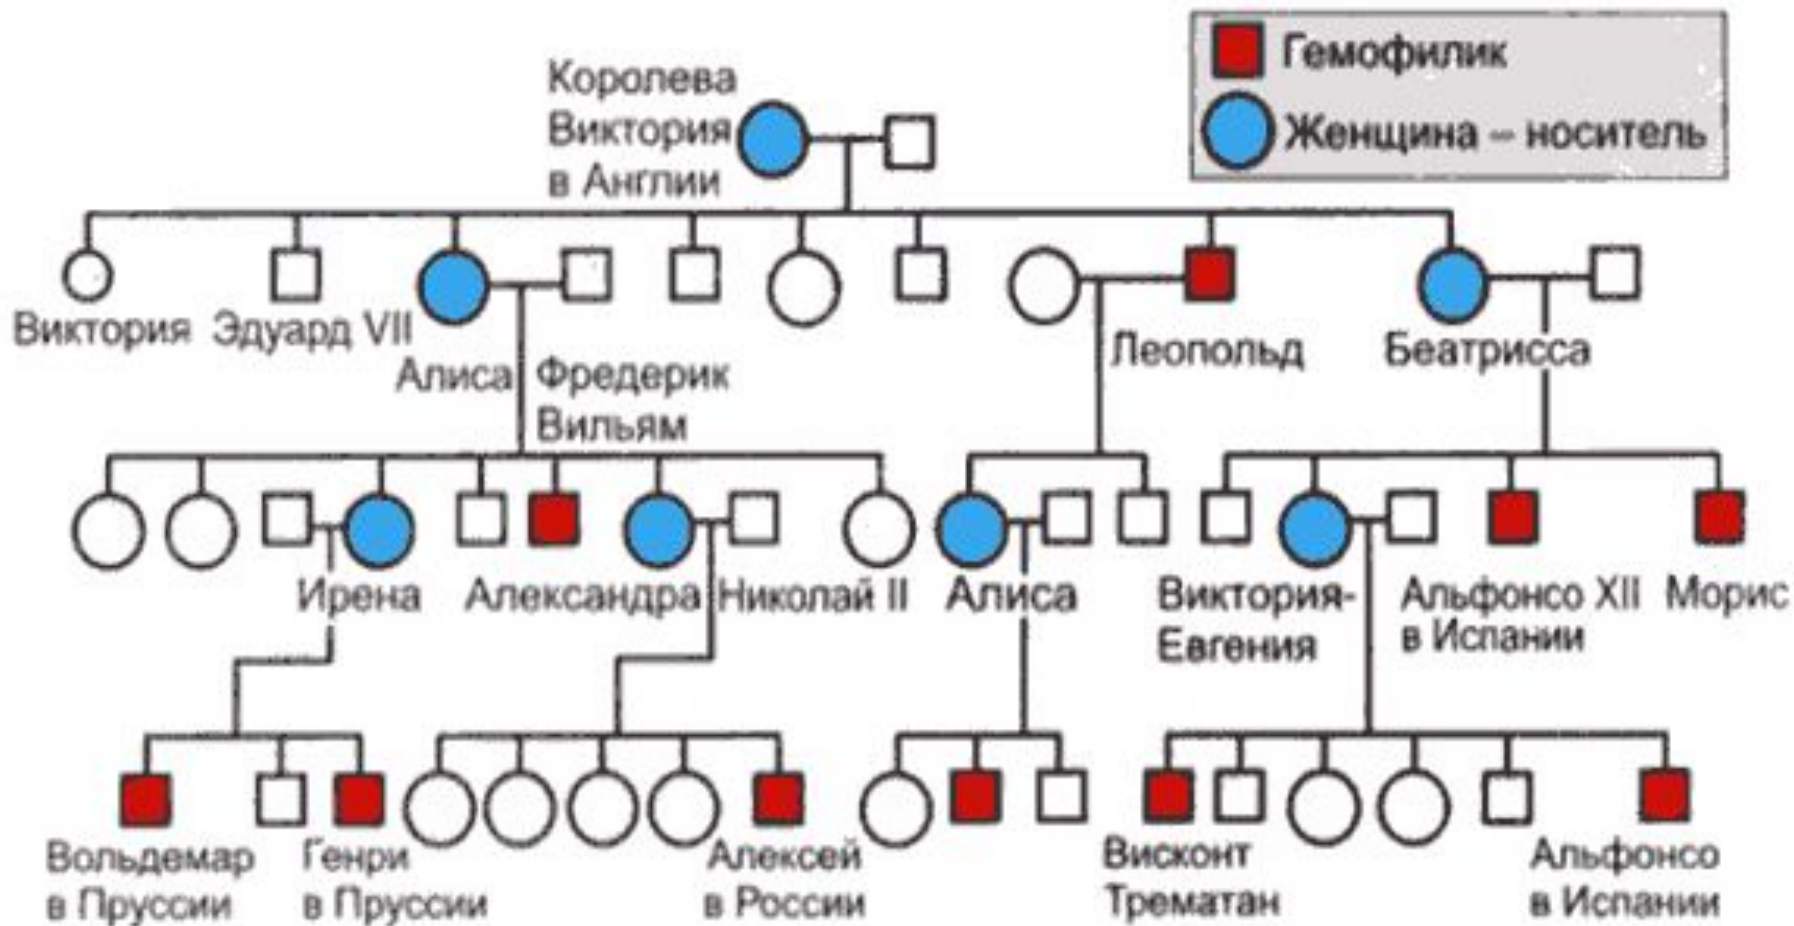 Гемофилик
Женщина - носитель
Королева
Виктория
в Англии
Виктория
Эдуард VII
Алиса
Фредерик
Вильям
Леопольд
Беатрисса
Ирена
Александра
Николай II
Алиса
Виктория-
Евгения
Альфонсо XII
в Испании
Морис
Вольдемар
в Пруссии
Генри
в Пруссии
Алексей
в России
Висконт
Трематан
Альфонсо
в Испании